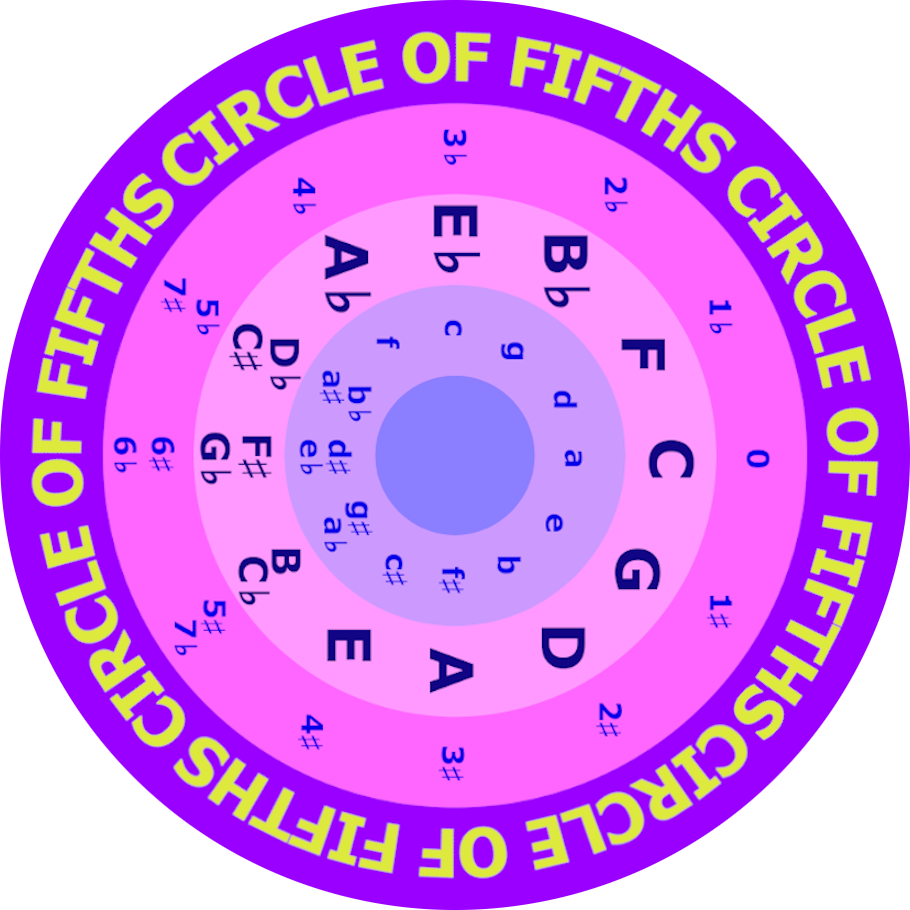 CIRCLE OF FIFTHS
CIRCLE OF FIFTHS
CIRCLE OF FIFTHS
CIRCLE OF FIFTHS
0
1♯
2♯
3♯
4♯
5♯
7♭
6♯
6♭
7♯
5♭
4♭
3♭
2♭
1♭
C
G
D
A
E
B
C♭
F♯
G♭
C♯
D♭
A♭
E♭
B♭
F
a
e
b
f♯
c♯
g♯
a♭
d♯
e♭
a♯
b♭
f
c
g
d